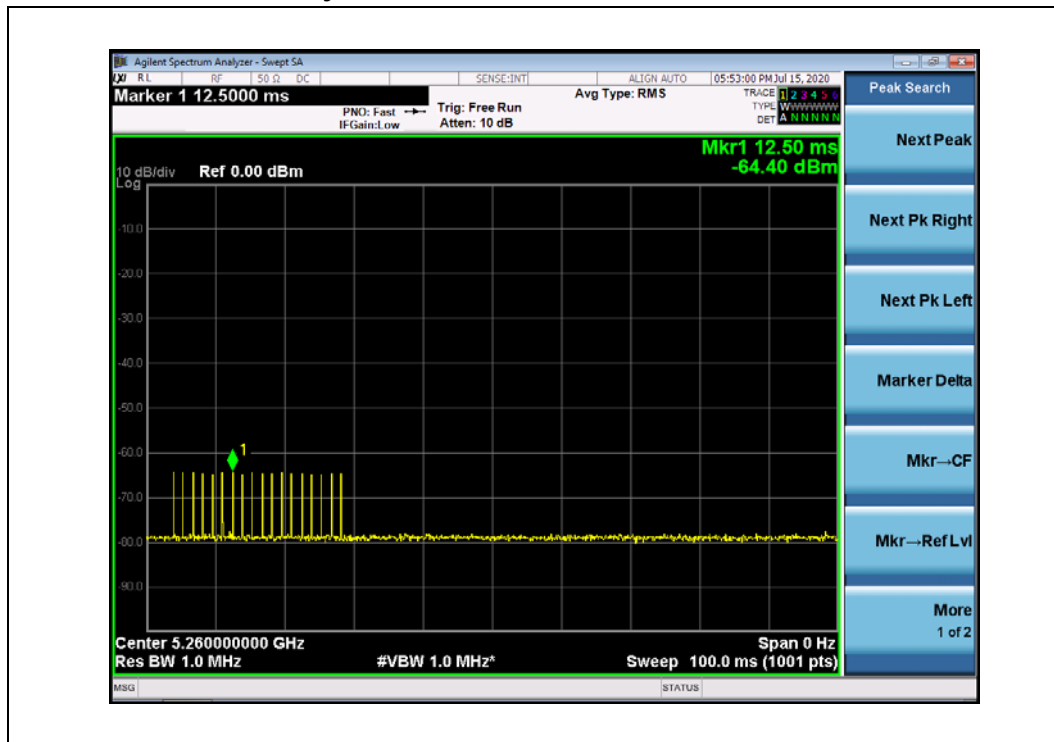 Agilent Spectrum Analyzer - Swept SA
LXI RL RF 50 Ω DC SENSE:INT ALIGN AUTO 05:53:00 PM Jul 15, 2020
Marker 1 12.5000 ms
PNO: Fast
IFGain:Low
Trig: Free Run
Atten: 10 dB
Avg Type: RMS
TRACE 1 2 3 4 5 6
TYPE WWWWWW
DET A N N N N N
Peak Search
Mkr1 12.50 ms
-64.40 dBm
10 dB/div Ref 0.00 dBm
Log
-10.0
-20.0
-30.0
-40.0
-50.0
-60.0
-70.0
-80.0
-90.0
1
Center 5.260000000 GHz Span 0 Hz
Res BW 1.0 MHz #VBW 1.0 MHz* Sweep 100.0 ms (1001 pts)
MSG STATUS
Next Peak
Next Pk Right
Next Pk Left
Marker Delta
Mkr→CF
Mkr→Ref Lvl
More
1 of 2